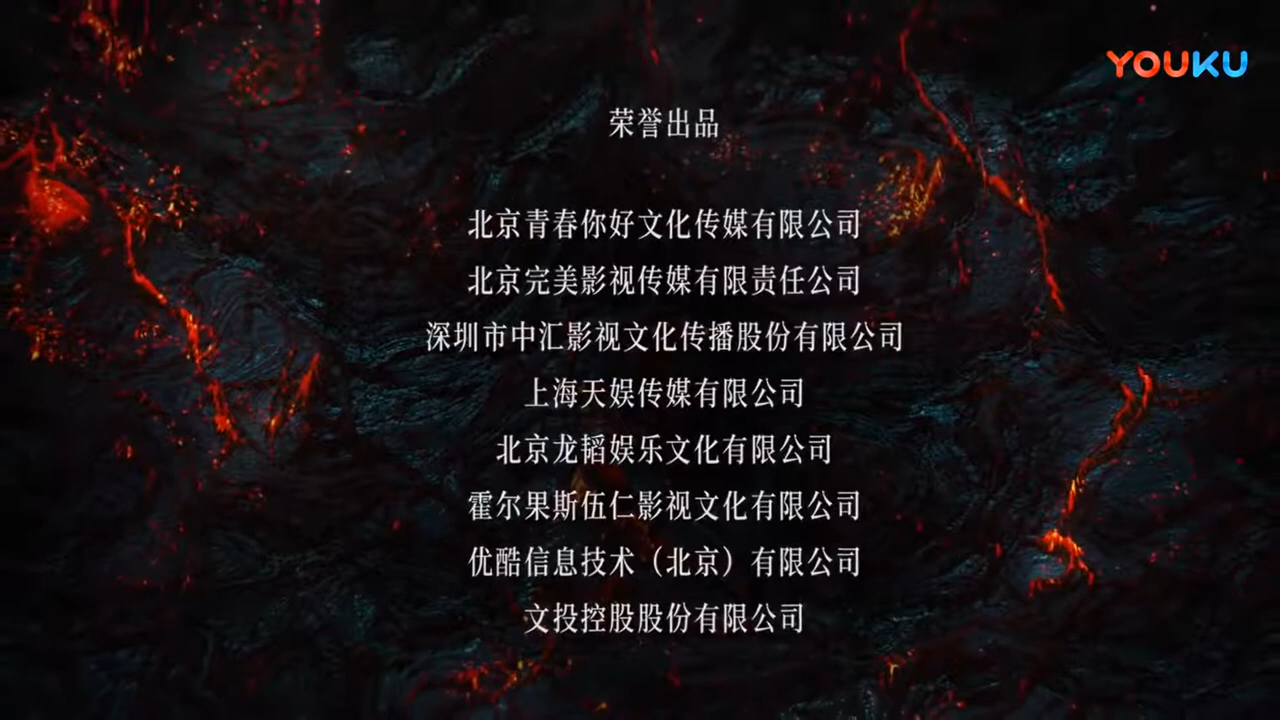 YOUKU
荣誉出品
北京青春你好文化传媒有限公司
北京完美影视传媒有限责任公司
深圳市中汇影视文化传播股份有限公司
上海天娱传媒有限公司
北京龙韬娱乐文化有限公司
霍尔果斯伍仁影视文化有限公司
优酷信息技术（北京）有限公司
文投控股股份有限公司